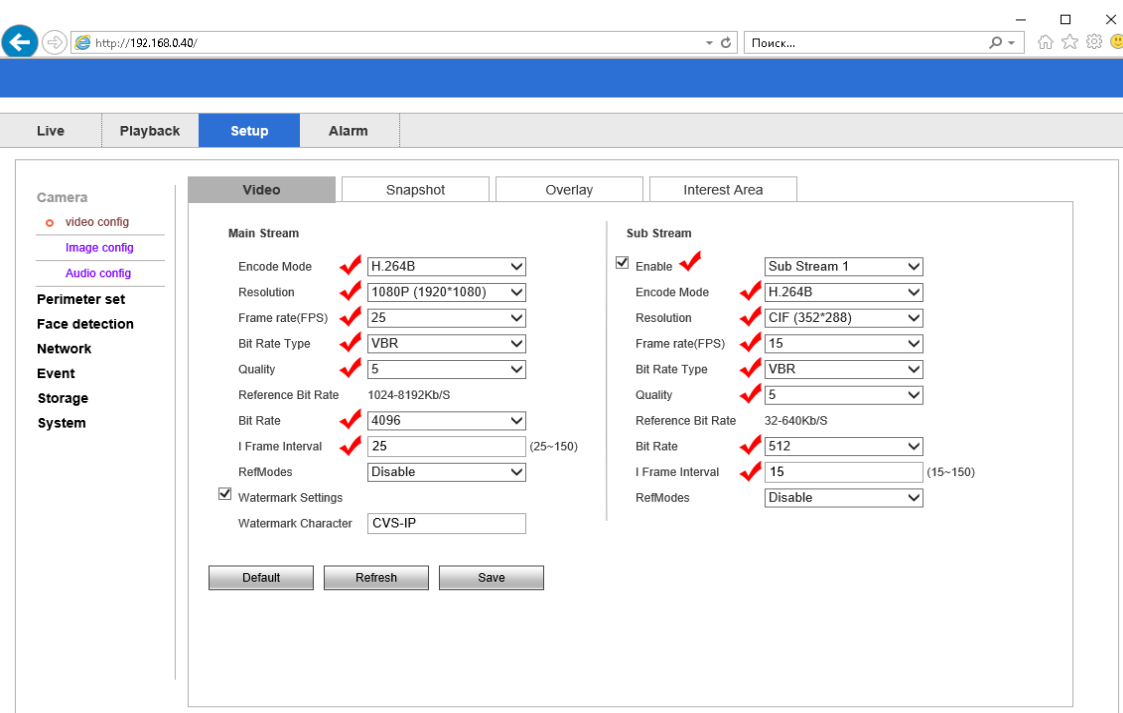 http://192.168.0.40/
Поиск...
Live Playback Setup Alarm
Camera
video config
Image config
Audio config
Perimeter set
Face detection
Network
Event
Storage
System
Video Snapshot Overlay Interest Area
Main Stream
Encode Mode H.264B
Resolution 1080P (1920*1080)
Frame rate(FPS) 25
Bit Rate Type VBR
Quality 5
Reference Bit Rate 1024-8192Kb/S
Bit Rate 4096
I Frame Interval 25 (25~150)
RefModes Disable
Watermark Settings
Watermark Character CVS-IP
Sub Stream
Enable Sub Stream 1
Encode Mode H.264B
Resolution CIF (352*288)
Frame rate(FPS) 15
Bit Rate Type VBR
Quality 5
Reference Bit Rate 32-640Kb/S
Bit Rate 512
I Frame Interval 15 (15~150)
RefModes Disable
Default Refresh Save